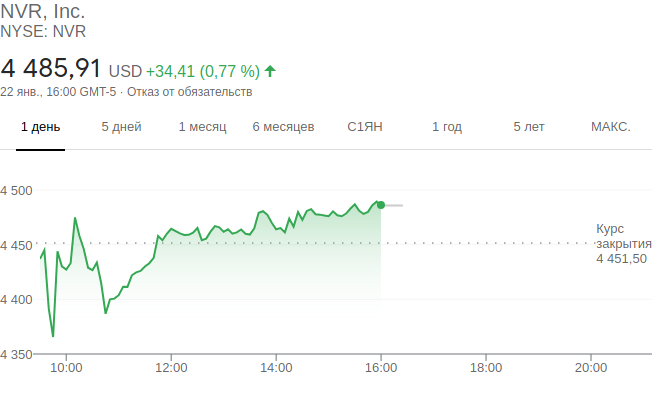 NVR, Inc.
NYSE: NVR
4 485,91 USD +34,41 (0,77 %)
22 янв., 16:00 GMT-5 · Отказ от обязательств
1 день 5 дней 1 месяц 6 месяцев С1ЯН 1 год 5 лет МАКС.
4 500
Курс
закрытия
4 451,50
4 450
4 400
4 350
10:00 12:00 14:00 16:00 18:00 20:00